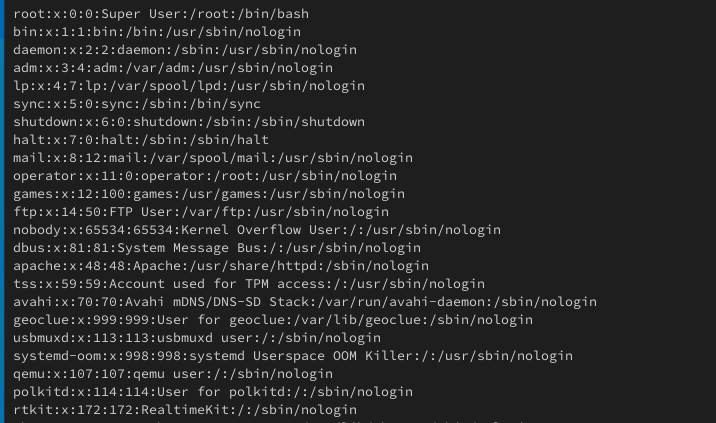 root:x:0:0:Super User:/root:/bin/bash
bin:x:1:1:bin:/bin:/usr/sbin/nologin
daemon:x:2:2:daemon:/sbin:/usr/sbin/nologin
adm:x:3:4:adm:/var/adm:/usr/sbin/nologin
lp:x:4:7:lp:/var/spool/lpd:/usr/sbin/nologin
sync:x:5:0:sync:/sbin:/bin/sync
shutdown:x:6:0:shutdown:/sbin:/sbin/shutdown
halt:x:7:0:halt:/sbin:/sbin/halt
mail:x:8:12:mail:/var/spool/mail:/usr/sbin/nologin
operator:x:11:0:operator:/root:/usr/sbin/nologin
games:x:12:100:games:/usr/games:/usr/sbin/nologin
ftp:x:14:50:FTP User:/var/ftp:/usr/sbin/nologin
nobody:x:65534:65534:Kernel Overflow User:/:/usr/sbin/nologin
dbus:x:81:81:System Message Bus:/:/usr/sbin/nologin
apache:x:48:48:Apache:/usr/share/httpd:/sbin/nologin
tss:x:59:59:Account used for TPM access:/:/usr/sbin/nologin
avahi:x:70:70:Avahi mDNS/DNS-SD Stack:/var/run/avahi-daemon:/sbin/nologin
geoclue:x:999:999:User for geoclue:/var/lib/geoclue:/sbin/nologin
usbmuxd:x:113:113:usbmuxd user:/:/sbin/nologin
systemd-oom:x:998:998:systemd Userspace OOM Killer:/:/usr/sbin/nologin
qemu:x:107:107:qemu user:/:/sbin/nologin
polkitd:x:114:114:User for polkitd:/:/sbin/nologin
rtkit:x:172:172:RealtimeKit:/:/sbin/nologin